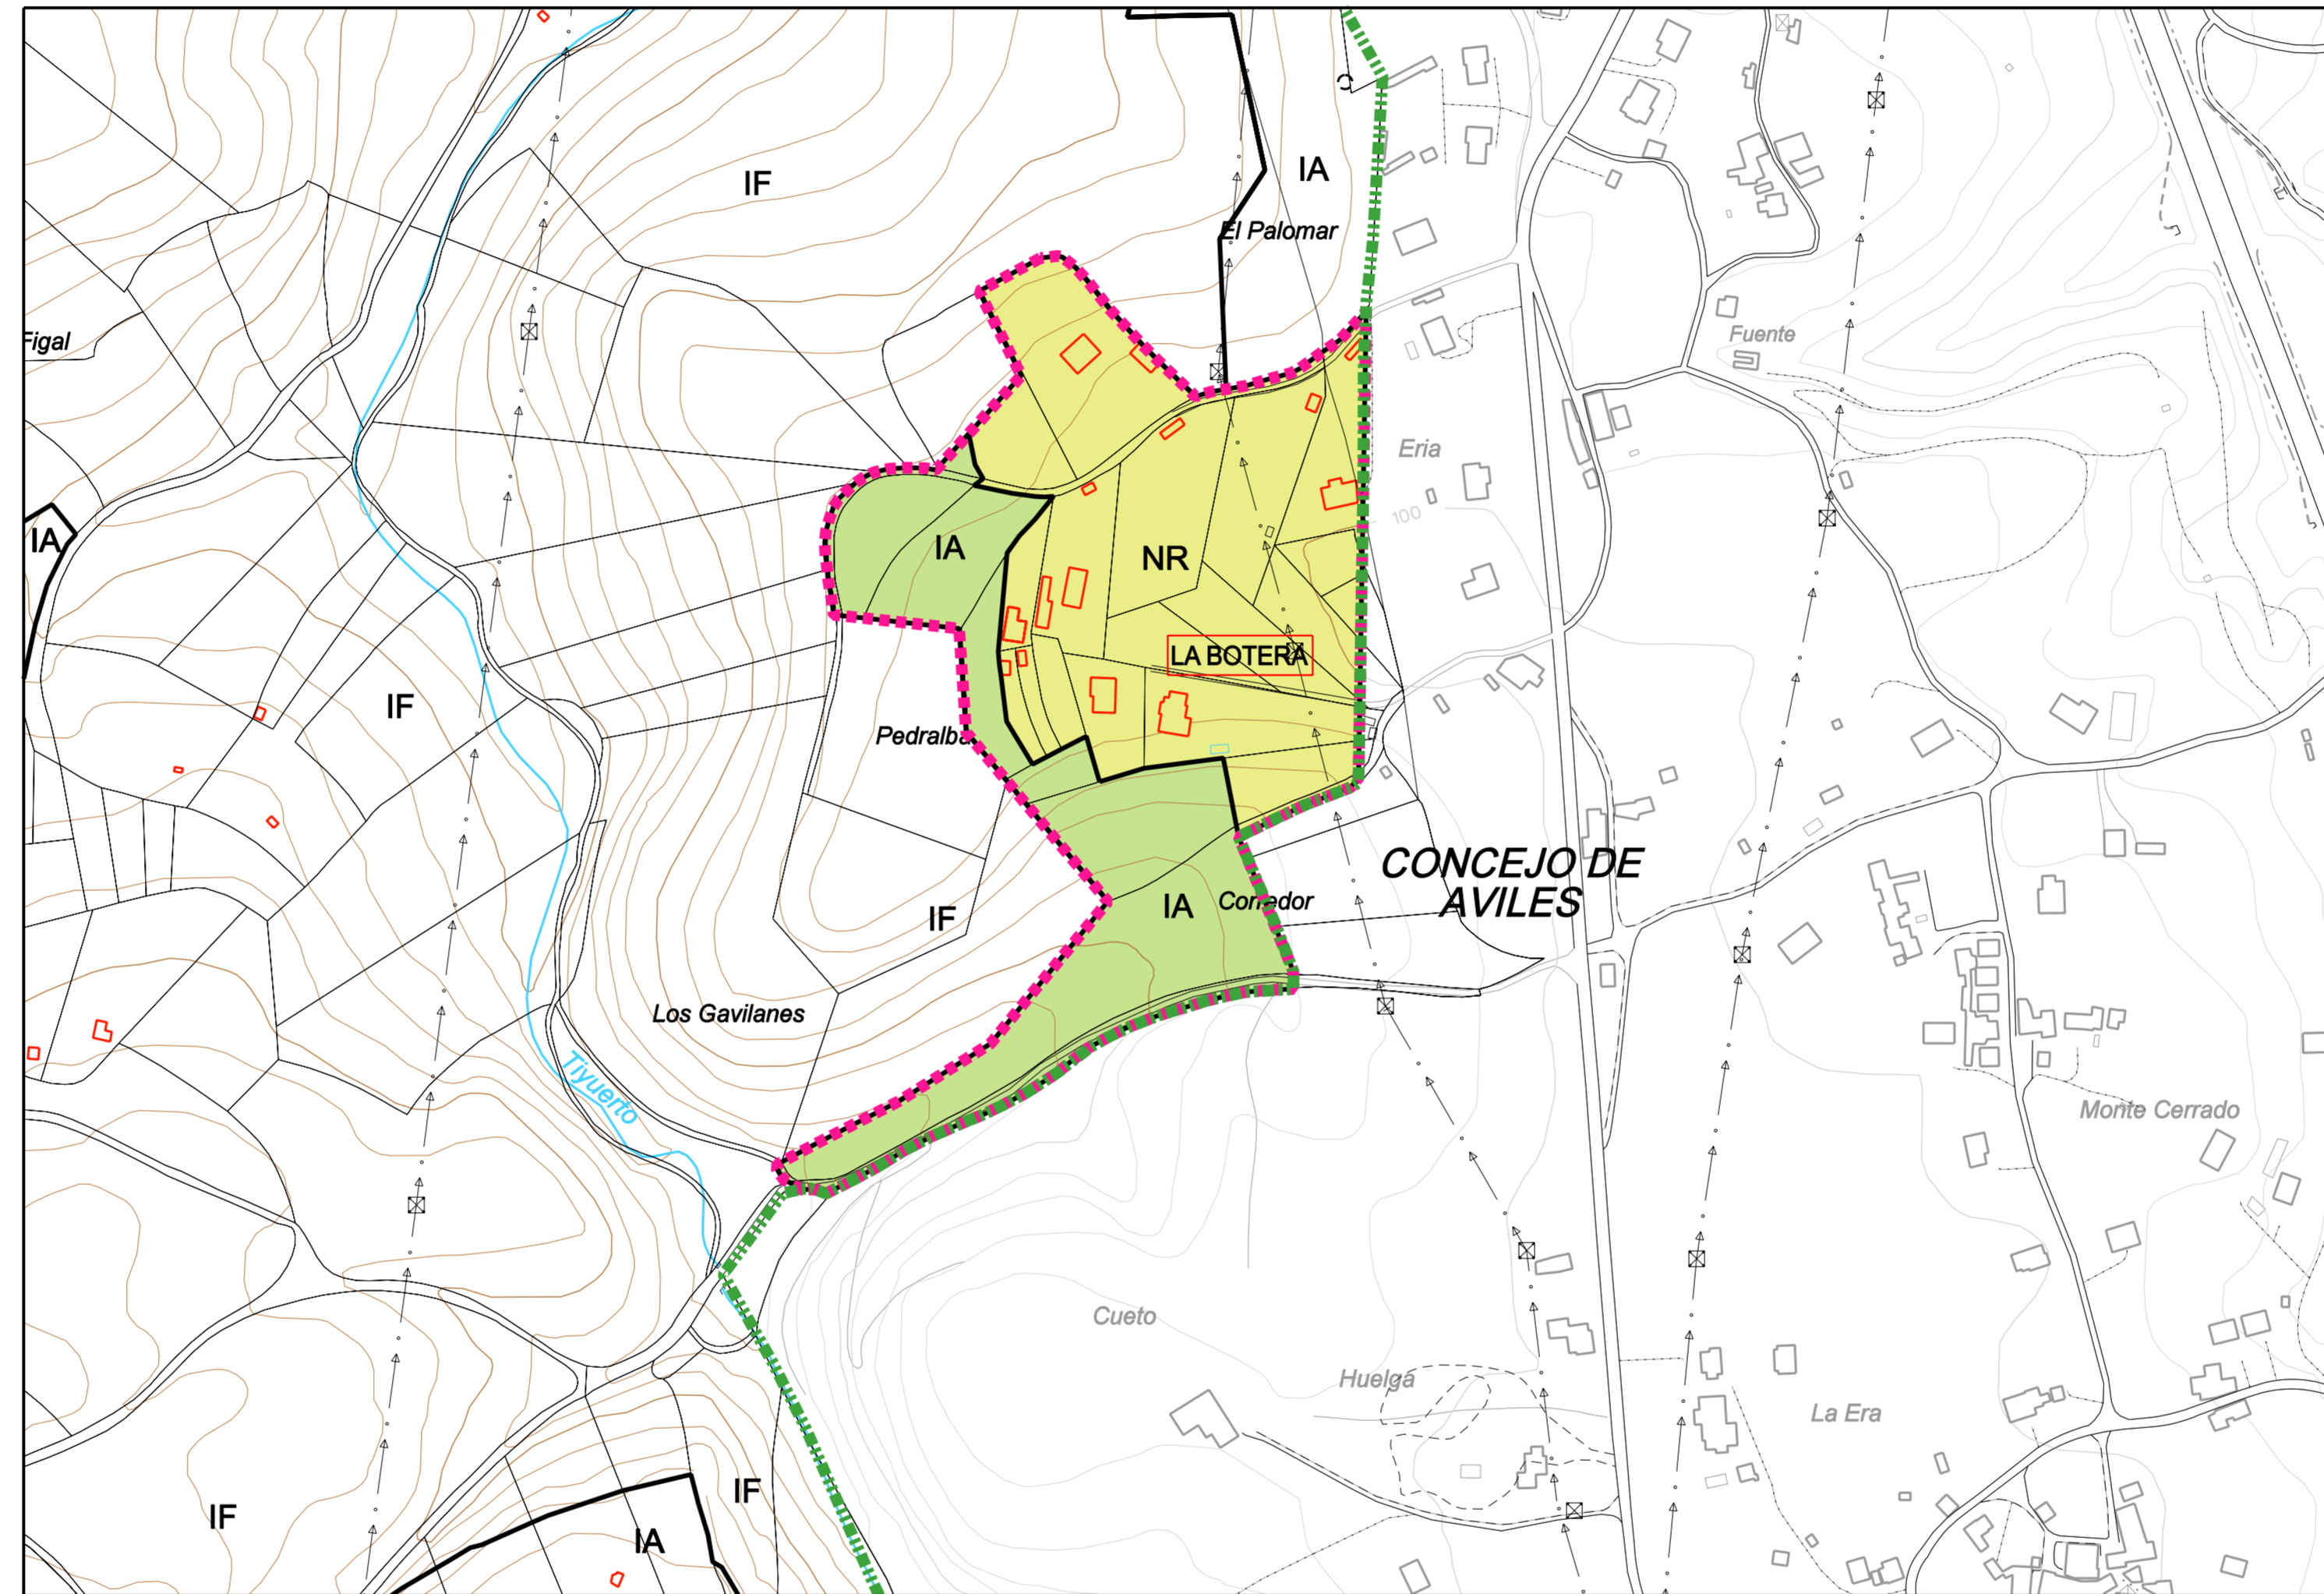 IF
IA
El Palomar
Figal
Fuente
Eria
100
IA
IA
NR
LA BOTERA
IF
Pedralba
CONCEJO DE
AVILES
IA
Corredor
IF
Los Gavilanes
Tiyuerto
Monte Cerrado
Cueto
Huelga
La Era
IF
IF
IA